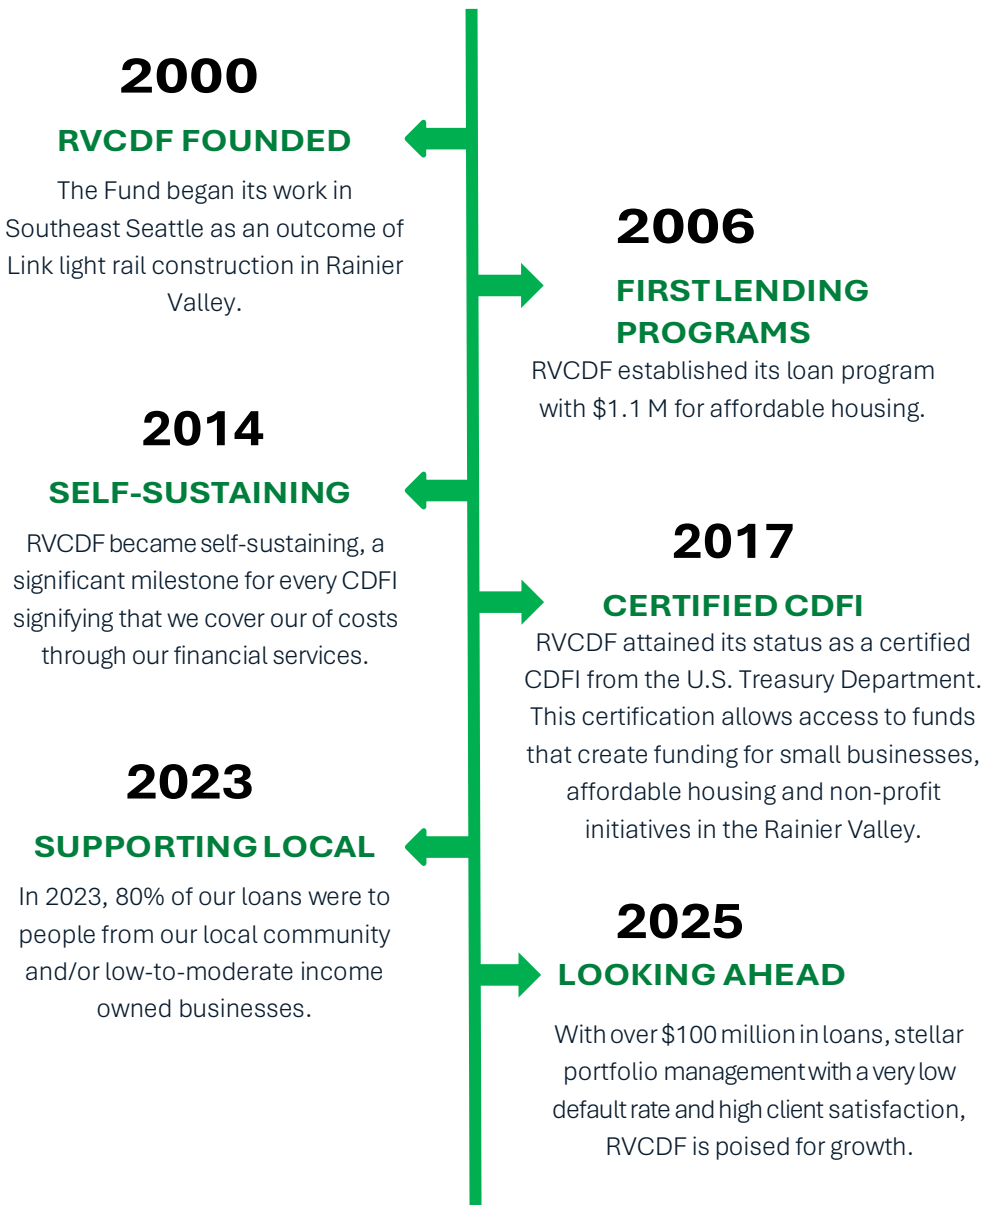 2000
RVCDF FOUNDED
The Fund began its work in
Southeast Seattle as an outcome of
Link light rail construction in Rainier
Valley.
2006
FIRST LENDING
PROGRAMS
RVCDF established its loan program
with $1.1 M for affordable housing.
2014
SELF-SUSTAINING
RVCDF became self-sustaining, a
significant milestone for every CDFI
signifying that we cover our of costs
through our financial services.
2017
CERTIFIED CDFI
RVCDF attained its status as a certified
CDFI from the U.S. Treasury Department.
This certification allows access to funds
that create funding for small businesses,
affordable housing and non-profit
initiatives in the Rainier Valley.
2023
SUPPORTING LOCAL
In 2023, 80% of our loans were to
people from our local community
and/or low-to-moderate income
owned businesses.
2025
LOOKING AHEAD
With over $100 million in loans, stellar
portfolio management with a very low
default rate and high client satisfaction,
RVCDF is poised for growth.